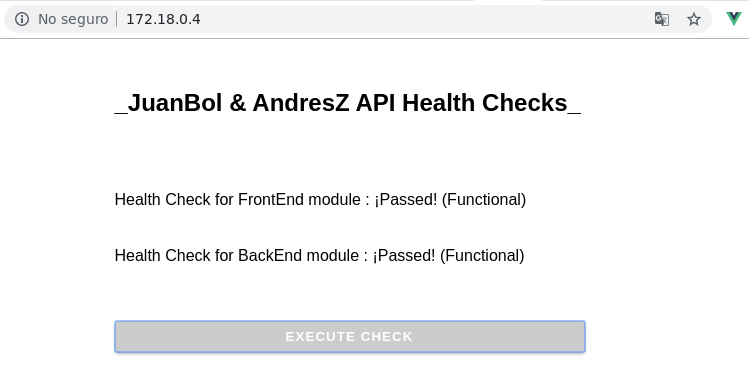 No seguro 172.18.0.4
_JuanBol & AndresZ API Health Checks_
Health Check for FrontEnd module : ¡Passed! (Functional)
Health Check for BackEnd module : ¡Passed! (Functional)
EXECUTE CHECK